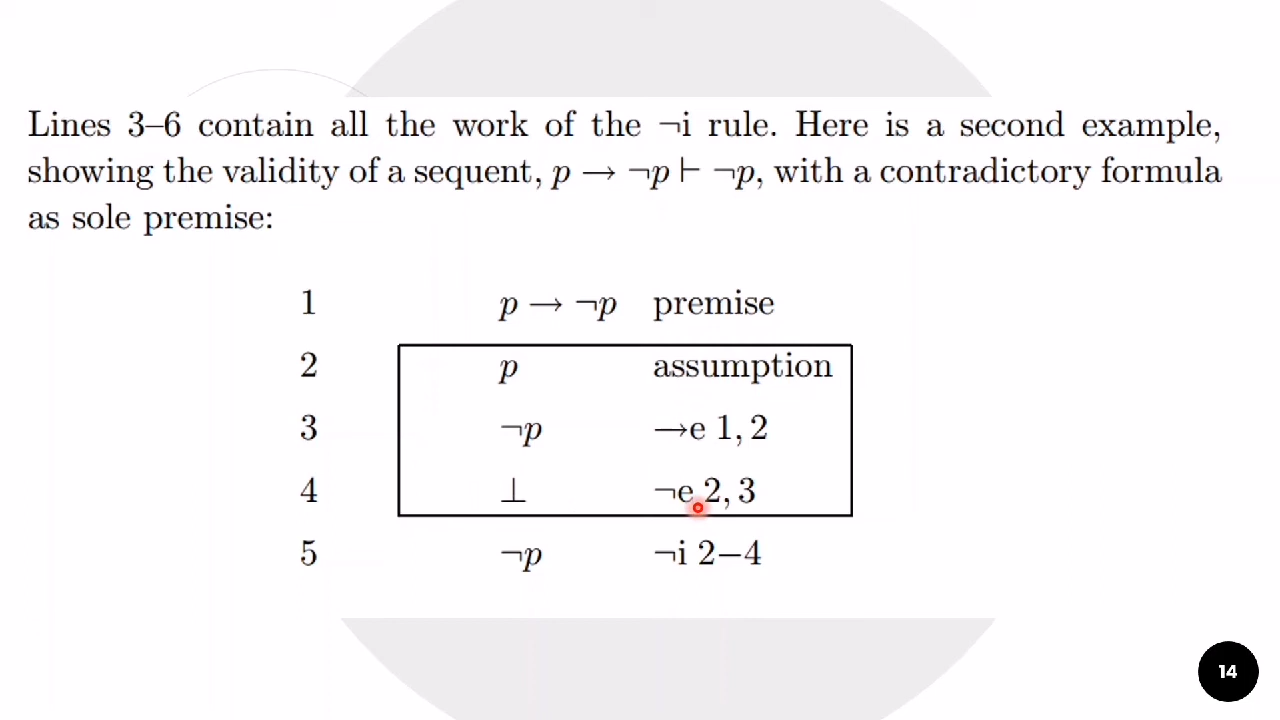 Lines 3–6 contain all the work of the ¬i rule. Here is a second example,
showing the validity of a sequent, p → ¬p ⊢ ¬p, with a contradictory formula
as sole premise:
1 p → ¬p premise
2 p assumption
3 ¬p →e 1, 2
4 ⊥ ¬e 2, 3
5 ¬p ¬i 2−4
14